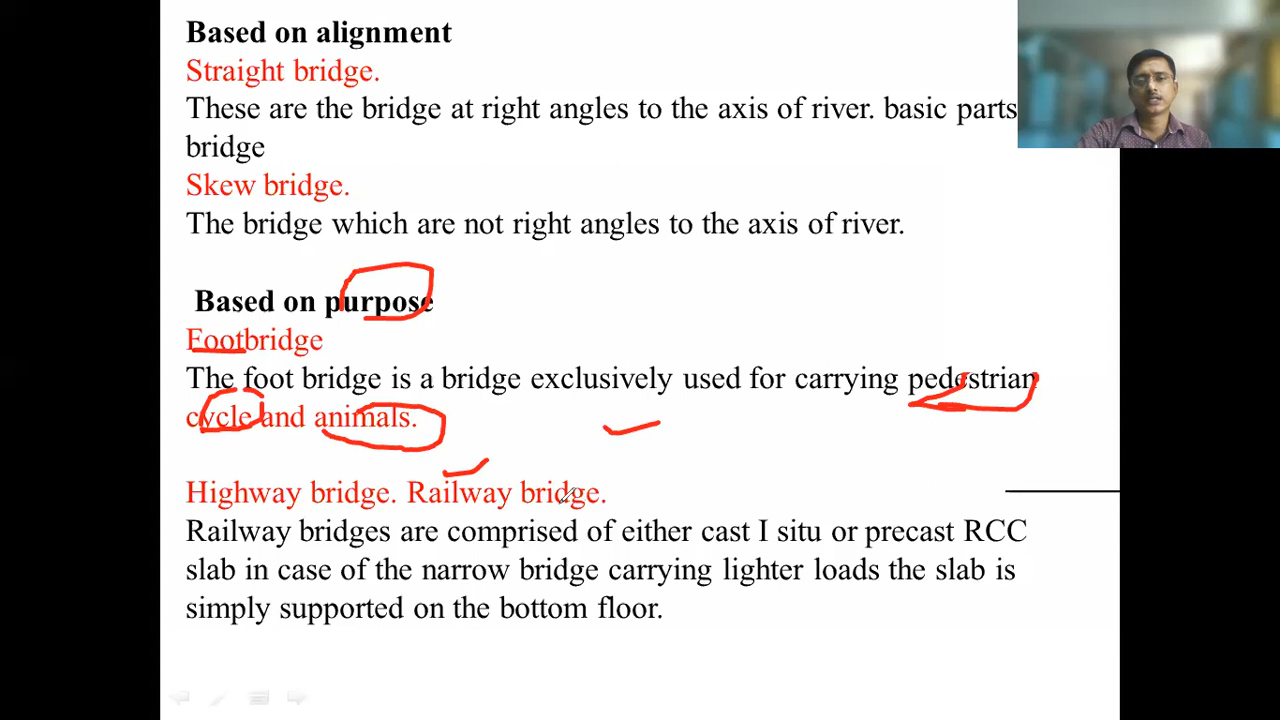 Based on alignment
Straight bridge.
These are the bridge at right angles to the axis of river. basic parts
bridge
Skew bridge.
The bridge which are not right angles to the axis of river.
Based on purpose
Footbridge
The foot bridge is a bridge exclusively used for carrying pedestrian
cycle and animals.
Highway bridge. Railway bridge.
Railway bridges are comprised of either cast I situ or precast RCC
slab in case of the narrow bridge carrying lighter loads the slab is
simply supported on the bottom floor.